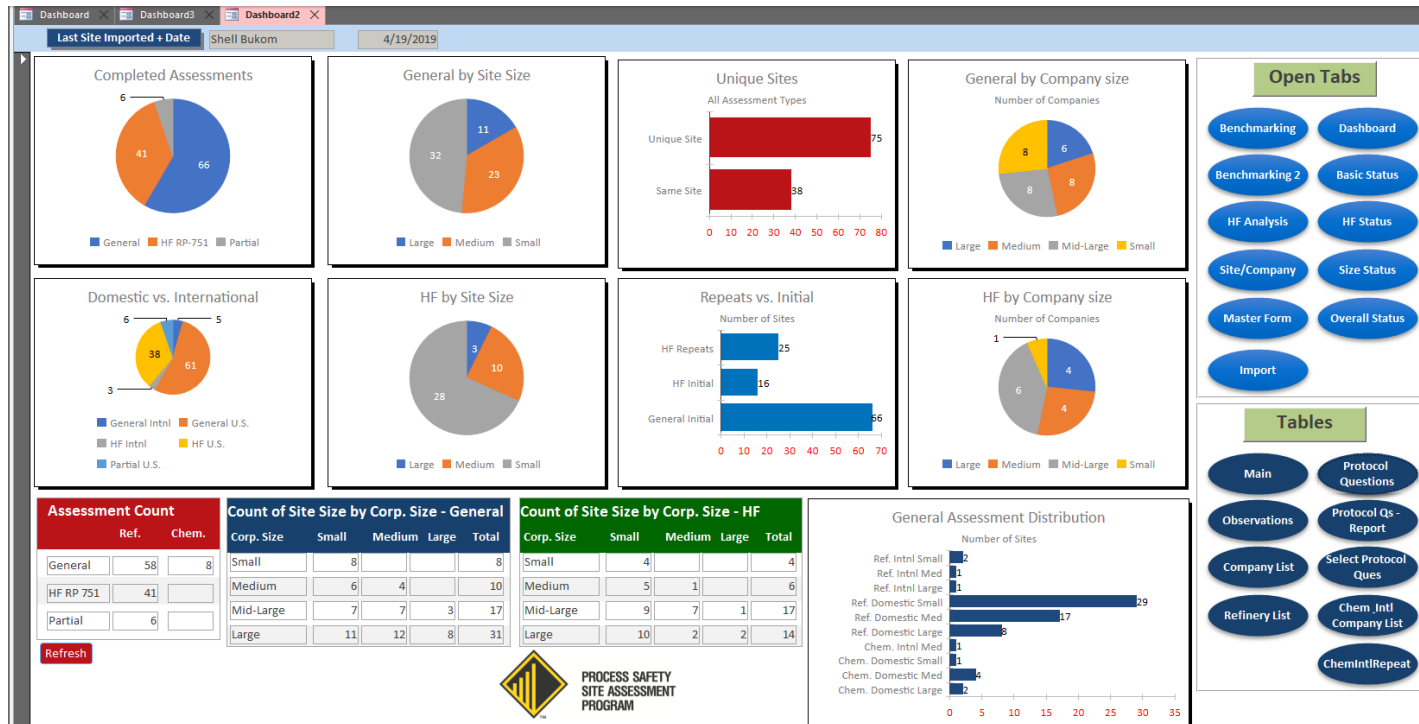 Dashboard
Dashboard3
Dashboard2
Last Site Imported + Date
Shell Bukom
4/19/2019
Completed Assessments
6
41
66
General HF RP-751 Partial
General by Site Size
11
32
23
Large Medium Small
Unique Sites
All Assessment Types
Unique Site 75
Same Site 38
0 10 20 30 40 50 60 70 80
General by Company size
Number of Companies
8 6
8 8
Large Medium Mid-Large Small
Domestic vs. International
6 5
38 61
3
General Intnl General U.S.
HF Intnl HF U.S.
Partial U.S.
HF by Site Size
3
10
28
Large Medium Small
Repeats vs. Initial
Number of Sites
HF Repeats 25
HF Initial 16
General Initial 66
0 10 20 30 40 50 60 70
HF by Company size
Number of Companies
1
4
6
4
Large Medium Mid-Large Small
Assessment Count
Ref. Chem.
General 58 8
HF RP 751 41
Partial 6
Refresh
Count of Site Size by Corp. Size - General
Corp. Size Small Medium Large Total
Small 8 8
Medium 6 4 10
Mid-Large 7 7 3 17
Large 11 12 8 31
Count of Site Size by Corp. Size - HF
Corp. Size Small Medium Large Total
Small 4 4
Medium 5 1 6
Mid-Large 9 7 1 17
Large 10 2 2 14
PROCESS SAFETY
SITE ASSESSMENT
PROGRAM
TM
General Assessment Distribution
Number of Sites
Ref. Intnl Small 2
Ref. Intnl Med 1
Ref. Intnl Large 1
Ref. Domestic Small 29
Ref. Domestic Med 17
Ref. Domestic Large 8
Chem. Intnl Med 1
Chem. Domestic Small 1
Chem. Domestic Med 4
Chem. Domestic Large 2
0 5 10 15 20 25 30 35
Open Tabs
Benchmarking Dashboard
Benchmarking 2 Basic Status
HF Analysis HF Status
Site/Company Size Status
Master Form Overall Status
Import
Tables
Main
Protocol
Questions
Observations
Protocol Qs -
Report
Company List
Select Protocol
Ques
Refinery List
Chem_Intl
Company List
ChemIntlRepeat